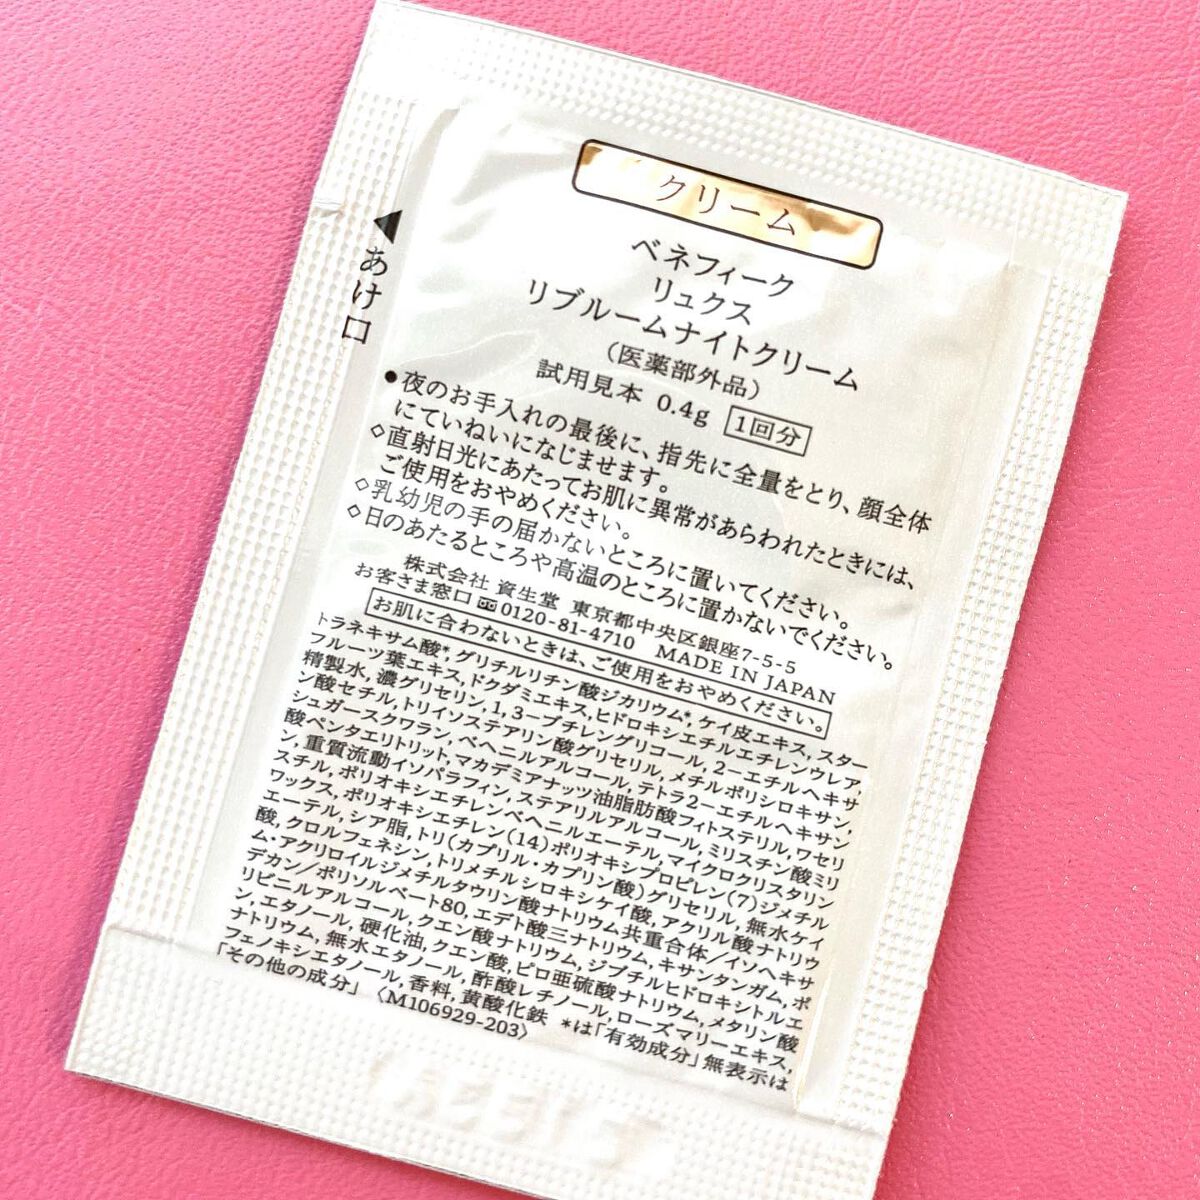 クリーム
ベネフィーク
リュクス
リブルームナイトクリーム
(医薬部外品)
試用見本 0.4g 1回分
あけ口
●夜のお手入れの最後に、指先に全量をとり、顔全体
にていねいになじませます。
◇直射日光にあたってお肌に異常があらわれたときには、
ご使用をおやめください。
◇乳幼児の手の届かないところに置いてください。
◇日のあたるところや高温のところに置かないでください。
株式会社 資生堂 東京都中央区銀座7-5-5
お客さま窓口 0120-81-4710 MADE IN JAPAN
お肌に合わないときは、ご使用をおやめください。
トラネキサム酸*, グリチルリチン酸ジカリウム*, ケイ皮エキス, スター
フルーツ葉エキス, ドクダミエキス, ヒドロキシエチルエチレンウレア,
精製水, 濃グリセリン, 1, 3-ブチレングリコール, 2-エチルヘキサ
ン酸セチル, トリイソステアリン酸グリセリル, メチルポリシロキサン,
シュガースクワラン, ベヘニルアルコール, テトラ2-エチルヘキサン
酸ペンタエリトリット, マカデミアナッツ油脂肪酸フィトステリル, ワセリ
ン, 重質流動イソパラフィン, ステアリルアルコール, ミリスチン酸ミリ
スチル, ポリオキシエチレンベヘニルエーテル, マイクロクリスタリン
ワックス, ポリオキシエチレン(14)ポリオキシプロピレン(7)ジメチル
エーテル, シア脂, トリ(カプリル・カプリン酸)グリセリル, 無水ケイ
酸, クロルフェネシン, トリメチルシロキシケイ酸, アクリル酸ナトリウ
ム・アクリロイルジメチルタウリン酸ナトリウム共重合体/イソヘキサ
デカン/ポリソルベート80, エデト酸三ナトリウム, キサンタンガム, ポ
リビニルアルコール, クエン酸ナトリウム, ジブチルヒドロキシトルエ
ン, エタノール, 硬化油, クエン酸, ピロ亜硫酸ナトリウム, メタリン酸
ナトリウム, 無水エタノール, 酢酸レチノール, ローズマリーエキス,
フェノキシエタノール, 香料, 黄酸化鉄 *は「有効成分」無表示は
「その他の成分」 〈M106929-203〉